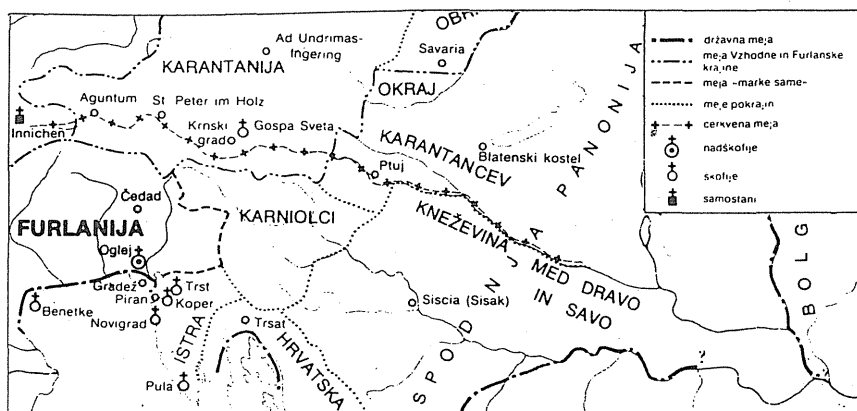 OBRI
Ad Undrimas-
Ingering
Savaria
KARANTANIJA
OKRAJ
KARANTANCEV
Aguntum
St Peter im Holz
Innichen
Krnski
grad
Gospa Sveta
Ptuj
Blatenski kostel
SPODNJA PANONIJA
BOLG
Čedad
FURLANIJA
KARNIOLCI
KNEŽEVINA
MED DRAVO
IN SAVO
Oglej
Gradež
Piran
Trst
Koper
Benetke
Novigrad
Trsat
Siscia (Sisak)
ISTRA
HRVATSKA
Pula
?
državna meja
meja Vzhodne in Furlanske
krajine
meja -marke same-
meje pokrajin
cerkvena meja
nadškofije
škofije
samostani